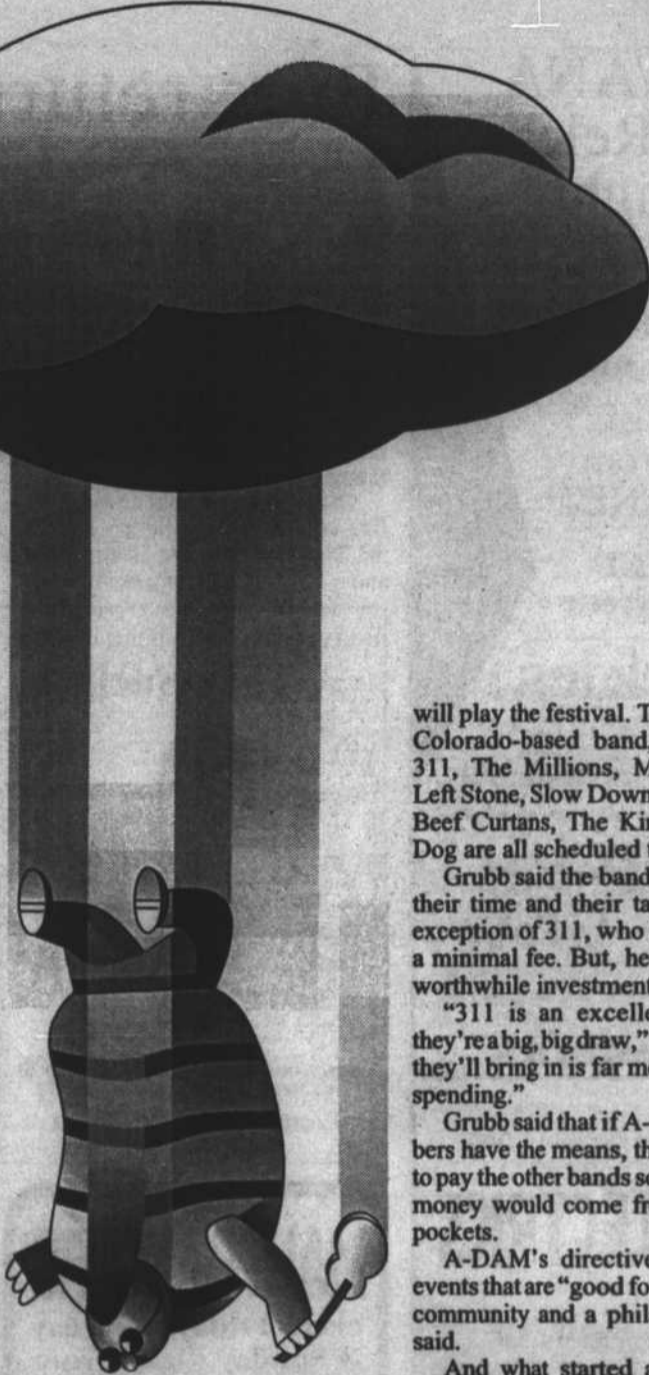 will play the festival. T
Colorado-based band,
311, The Millions, M
Left Stone, Slow Down
Beef Curtans, The Kin
Dog are all scheduled t
Grubb said the band
their time and their ta
exception of 311, who
a minimal fee. But, he
worthwhile investment
"311 is an excelle
they're a big, big draw,"
they'll bring in is far mo
spending."
Grubb said that if A-
bers have the means, th
to pay the other bands so
money would come fr
pockets.
A-DAM's directive
events that are "good fo
community and a phil
said.
And what started a